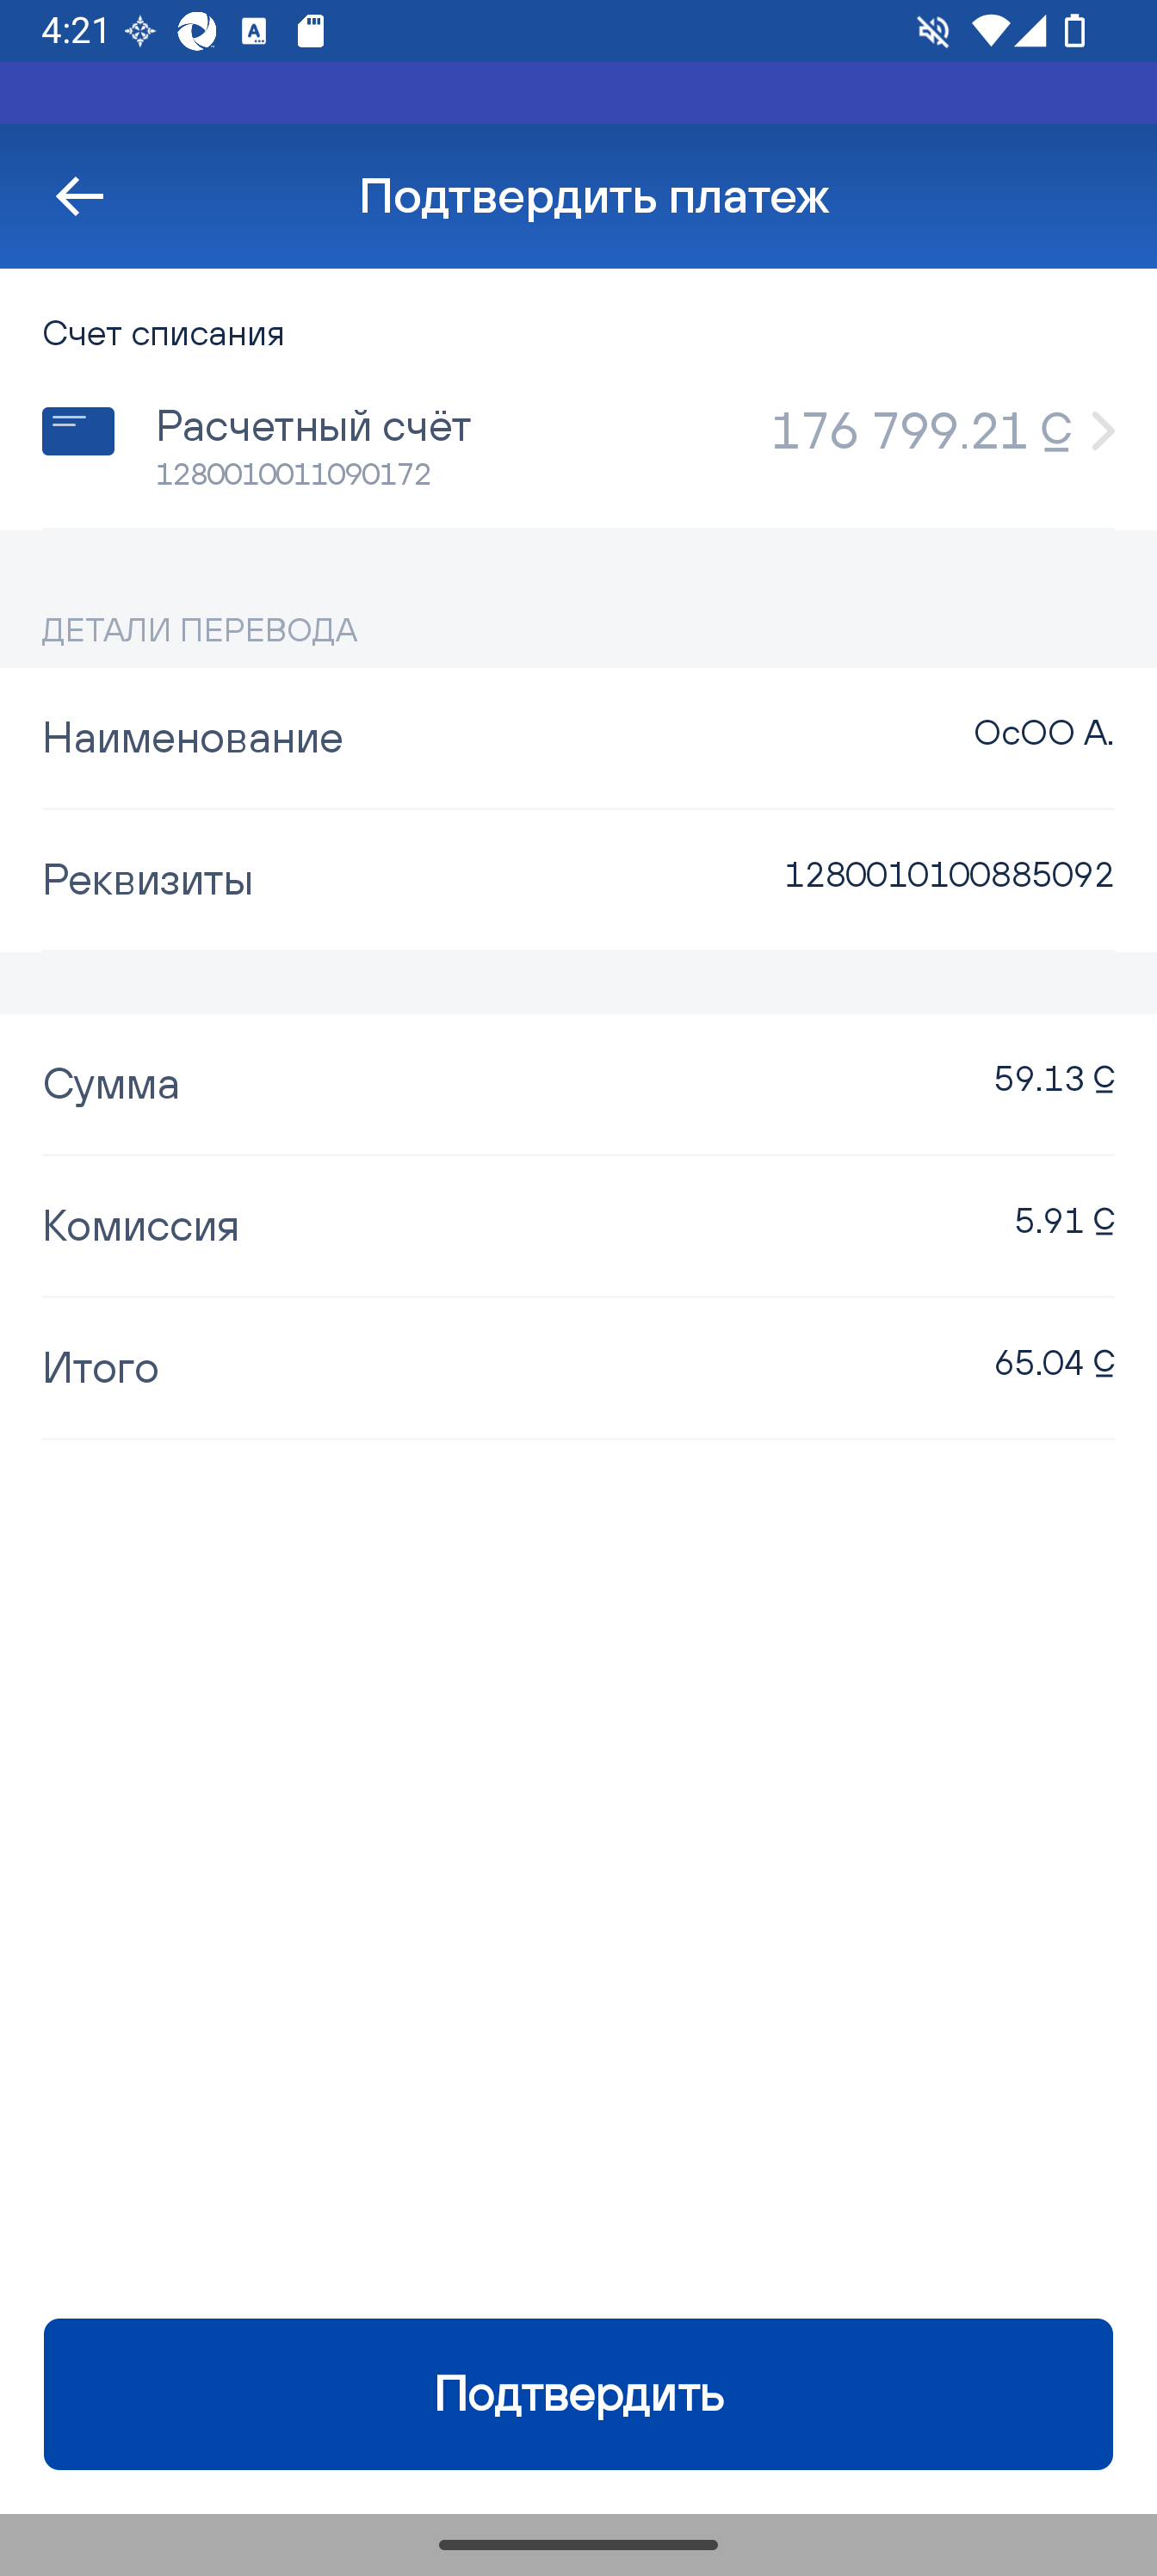 4:21
Подтвердить платеж
Счет списания
Расчетный счёт
176 799.21 С
1280010011090172
ДЕТАЛИ ПЕРЕВОДА
Наименование
ОсОО А.
Реквизиты
1280010100885092
Сумма
59.13 С
Комиссия
5.91 С
Итого
65.04 С
Подтвердить